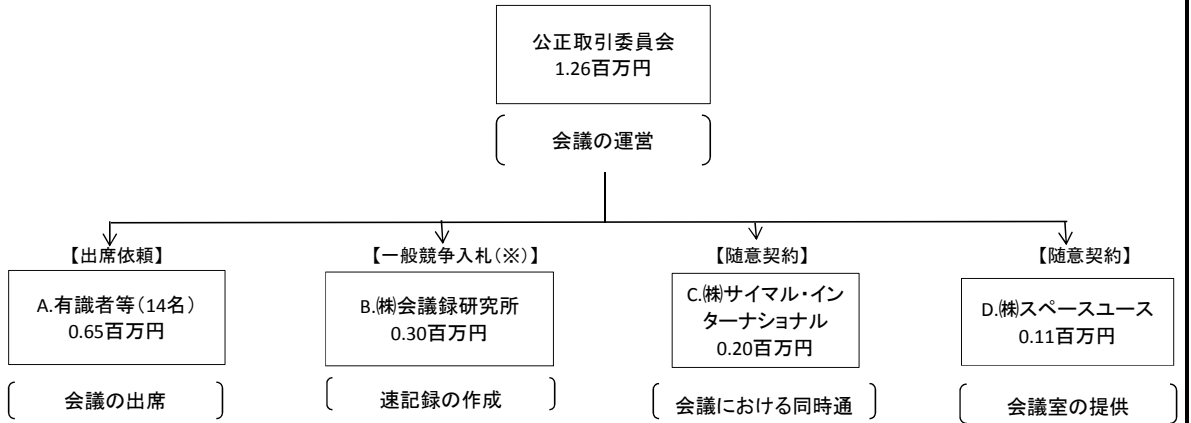 公正取引委員会
1.26百万円
会議の運営
【出席依頼】
A.有識者等(14名)
0.65百万円
会議の出席
【一般競争入札(※)】
B.㈱会議録研究所
0.30百万円
速記録の作成
【随意契約】
C.㈱サイマル・イン
ターナショナル
0.20百万円
会議における同時通
【随意契約】
D.㈱スペースユース
0.11百万円
会議室の提供